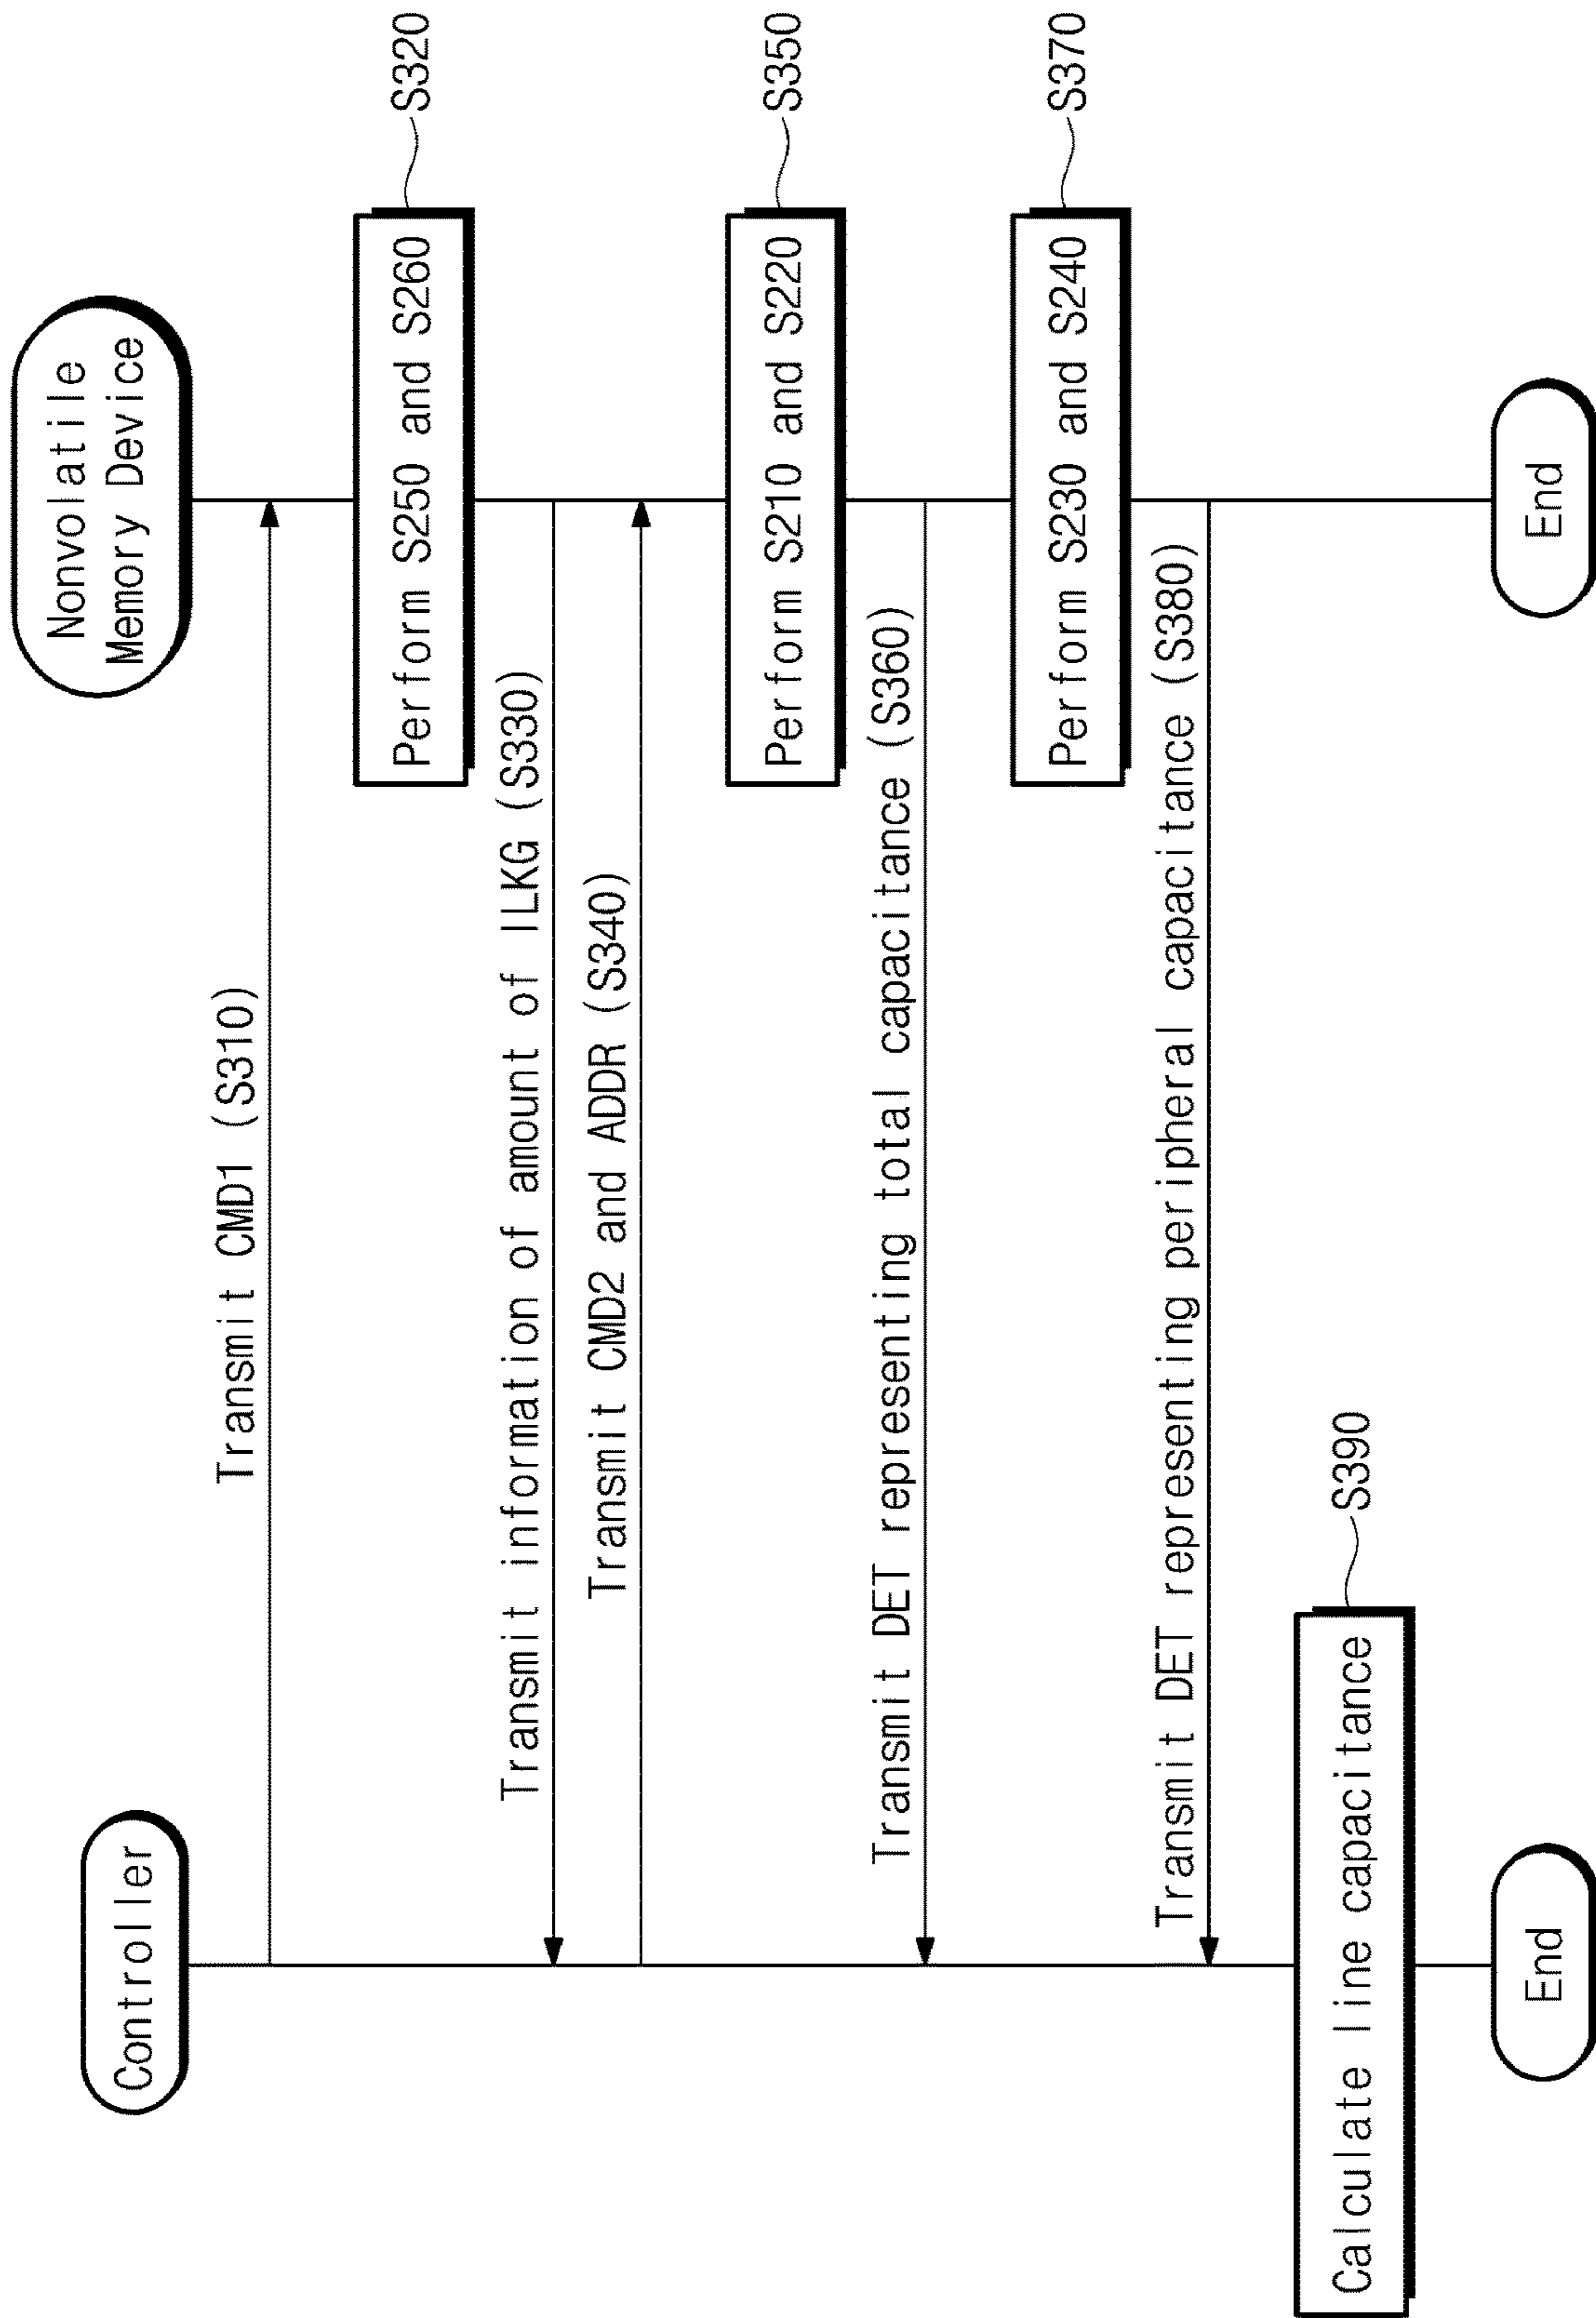 Controller
Nonvolatile
Memory Device
Transmit CMD1 (S310)
Perform S250 and S260
S320
Transmit information of amount of ILKG (S330)
Transmit CMD2 and ADDR (S340)
Perform S210 and S220
S350
Transmit DET representing total capacitance (S360)
Perform S230 and S240
S370
Transmit DET representing peripheral capacitance (S380)
Calculate line capacitance
S390
End
End